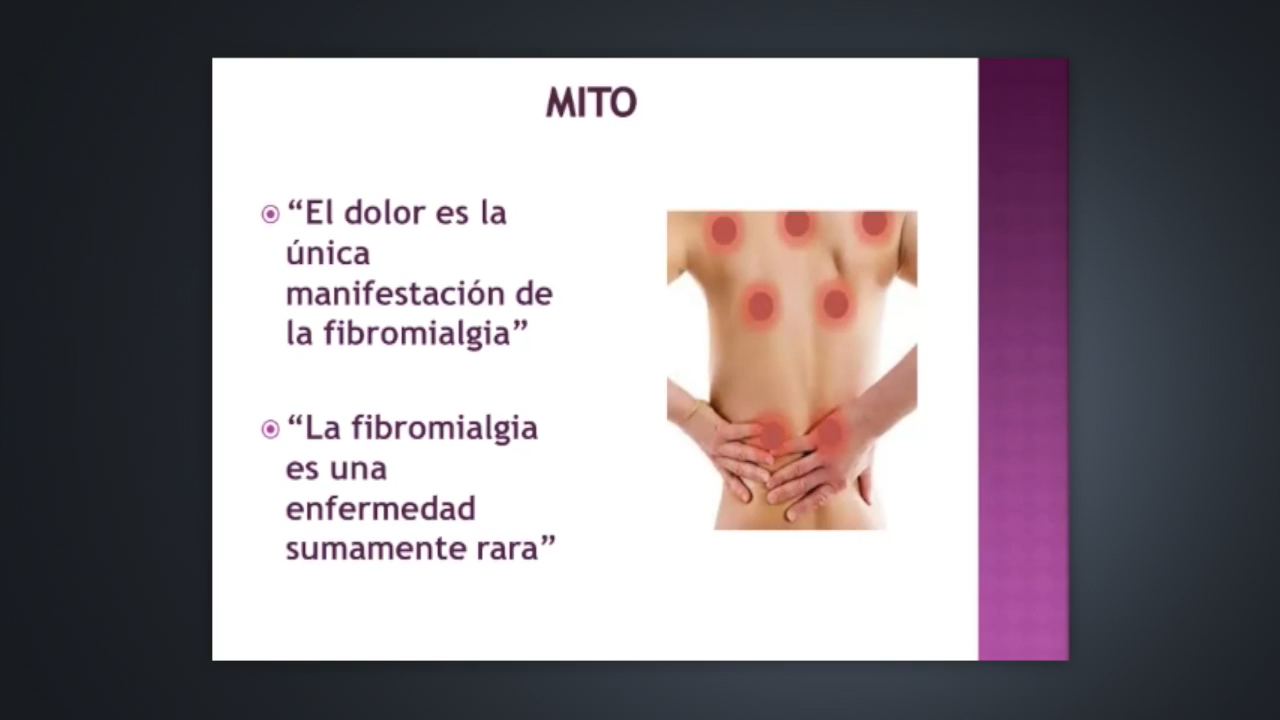 MITO
“El dolor es la
única
manifestación de
la fibromialgia”
“La fibromialgia
es una
enfermedad
sumamente rara”